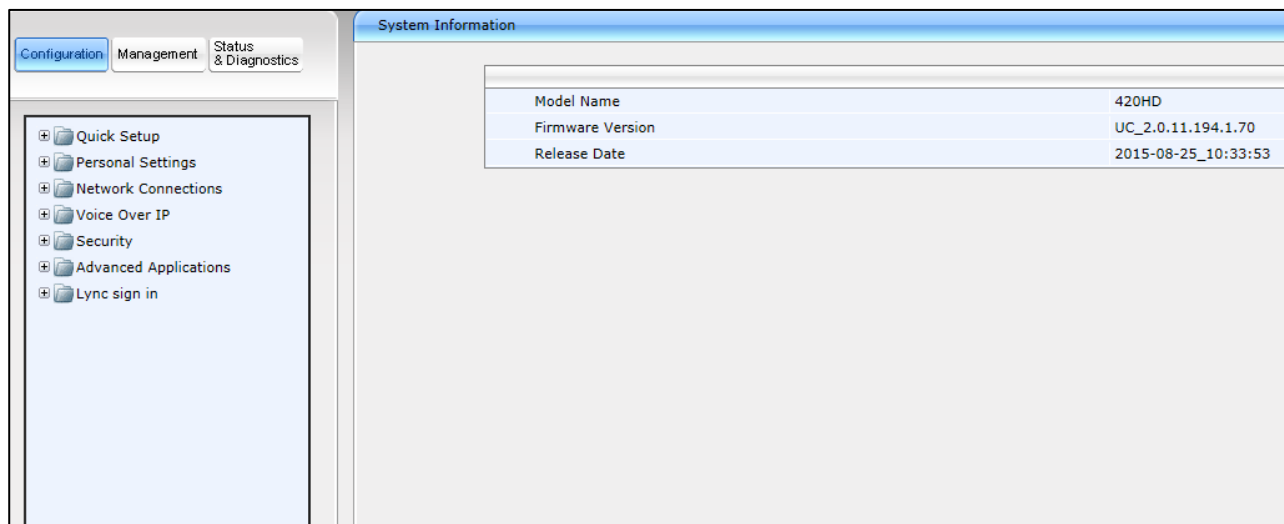 System Information
Configuration
Management
Status
& Diagnostics
Quick Setup
Personal Settings
Network Connections
Voice Over IP
Security
Advanced Applications
Lync sign in
Model Name 420HD
Firmware Version UC_2.0.11.194.1.70
Release Date 2015-08-25_10:33:53